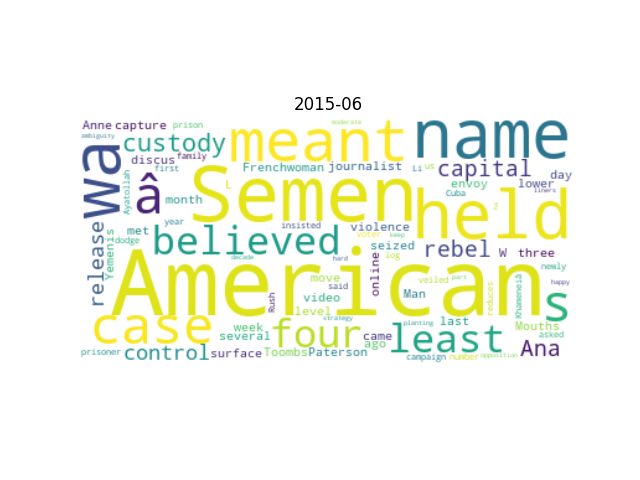 2015-06
Anne capture prison moderate
ambiguity
wa custody meant name
discus family
Frenchwoman journalist Li us capital day
first
Ayatollah â L Semen envoy lower
Cuba liners
month held
year insisted violence 2
met believed seized rebel W three
Yemenis dodge voter keep log
release decade hard move said online veiled part newly
American s
Khameneiâ happy
video Man reduces
Rush level
case strategy planting last Mouths
week four came least asked
several ago
prisoner control surface Toombs Paterson campaign number opposition Ana